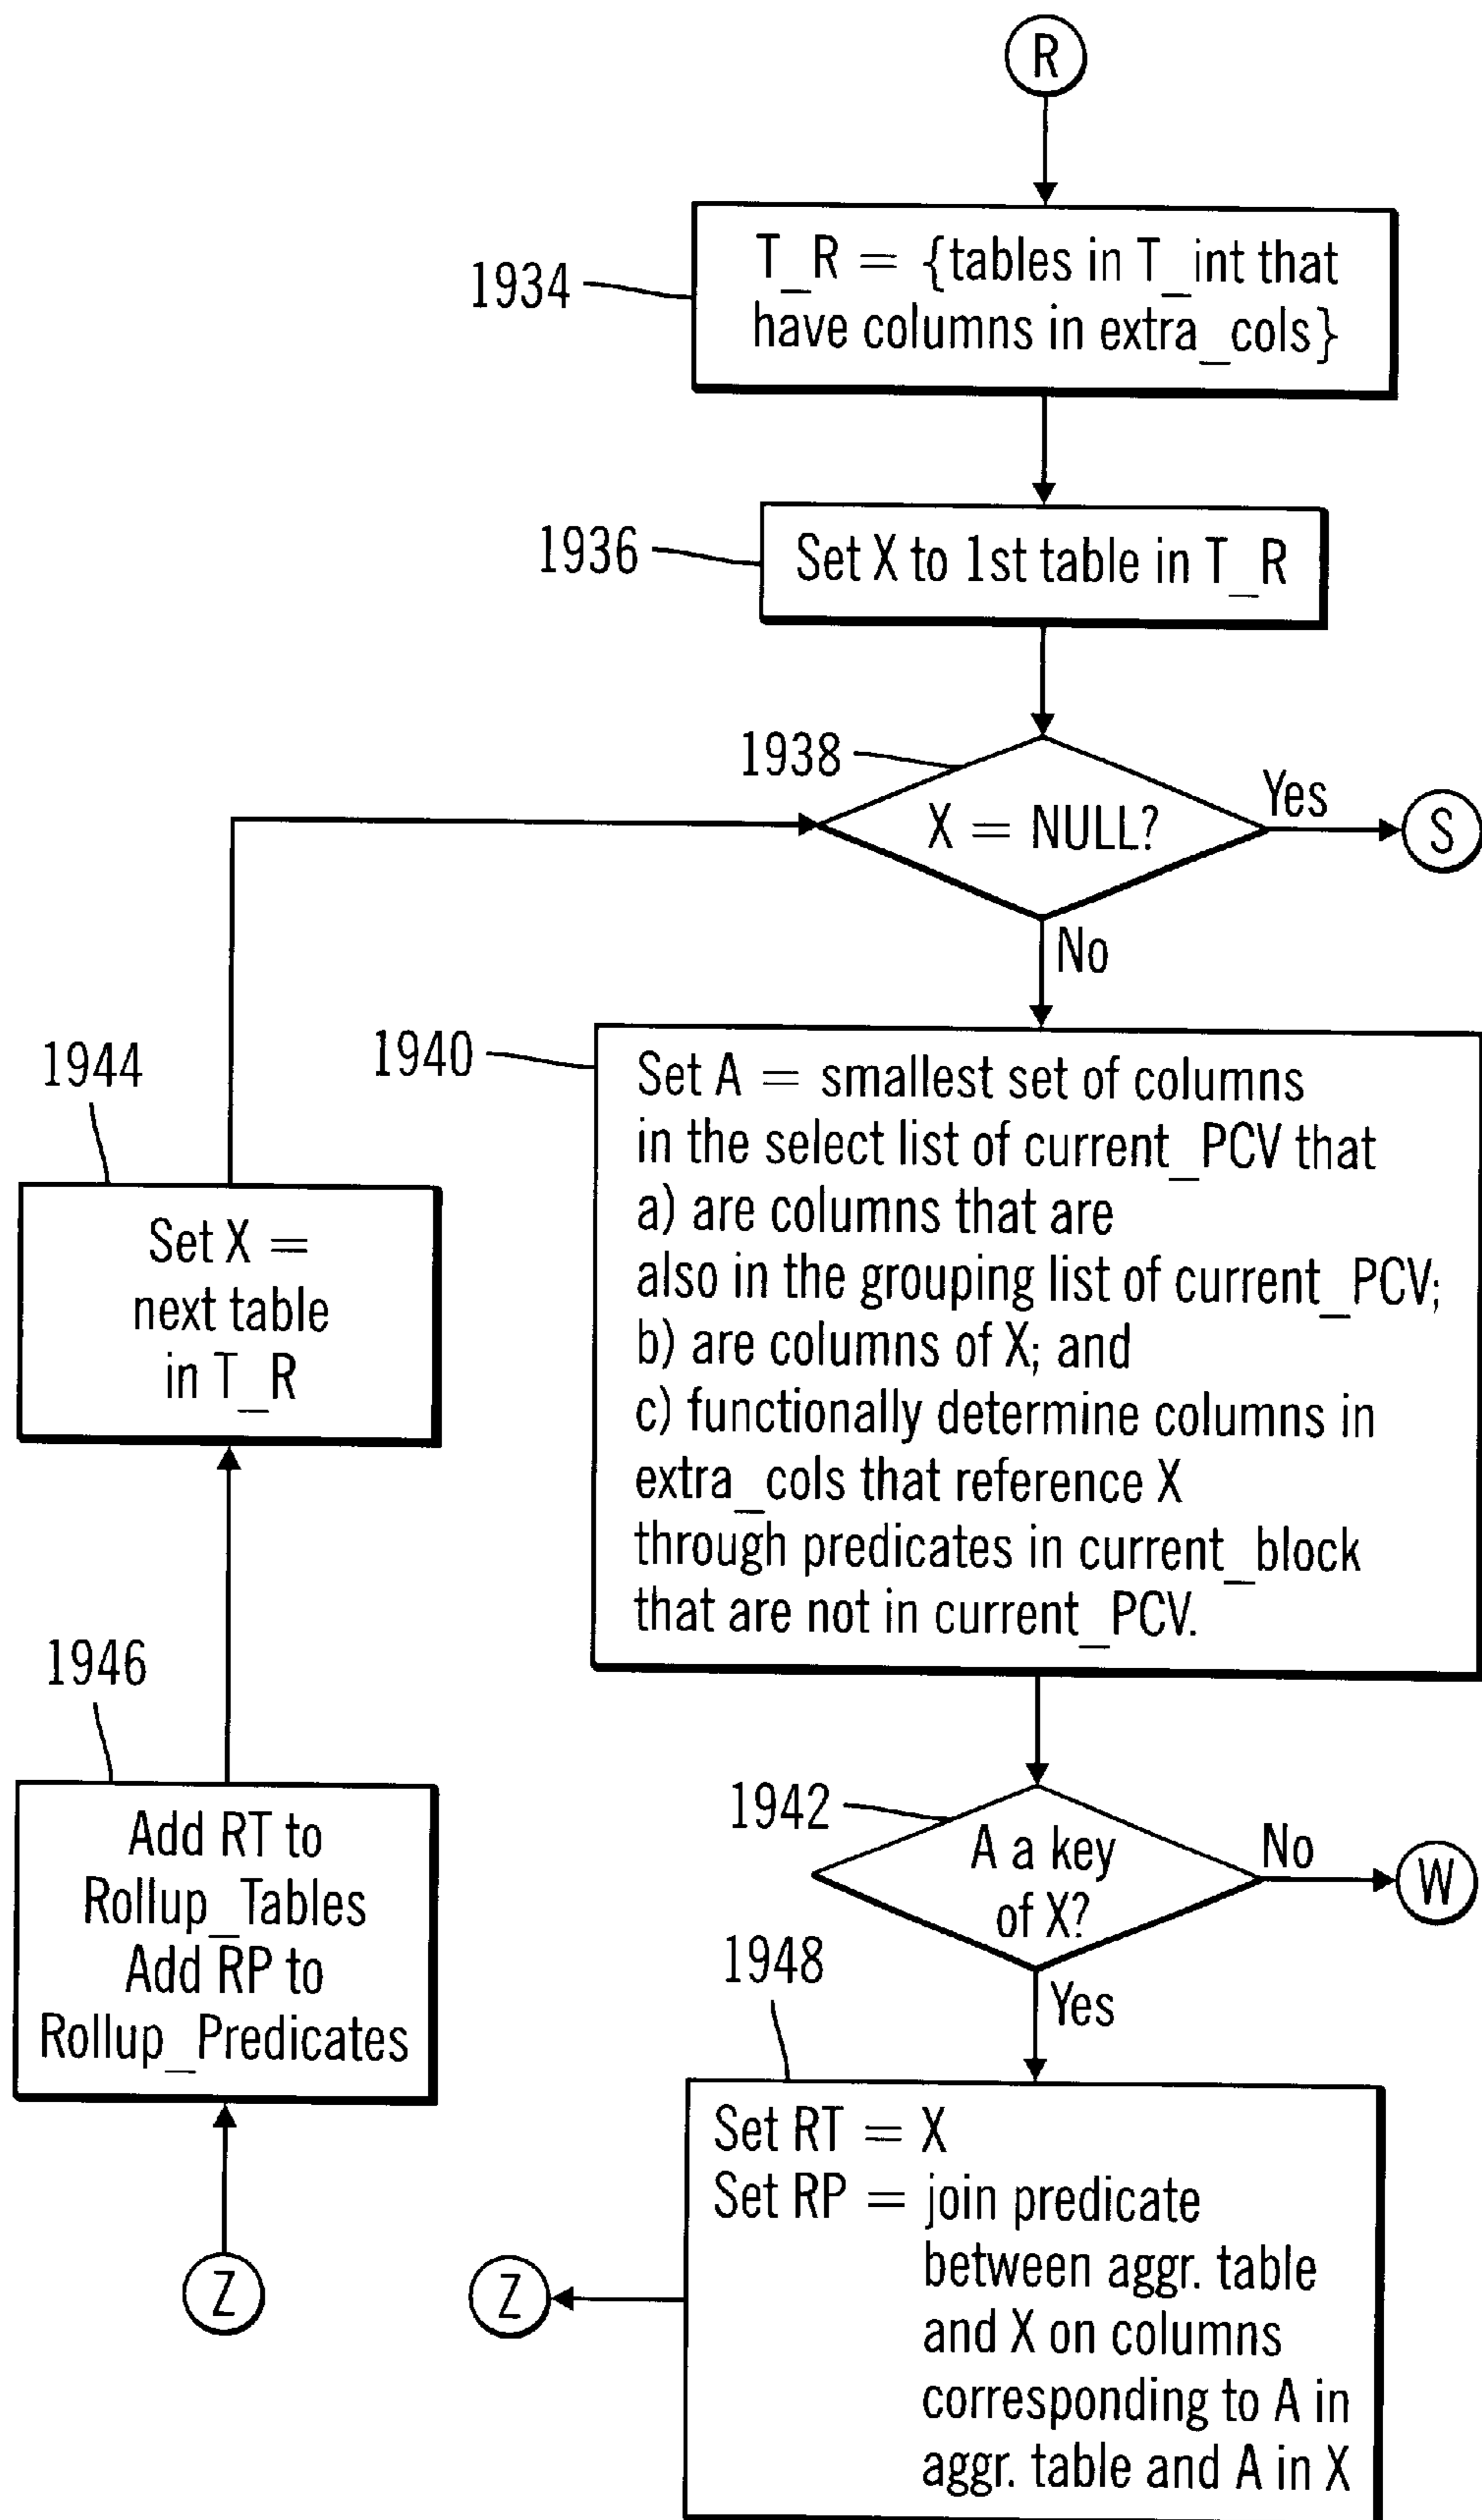 R
1934
T_R = {tables in T_int that
have columns in extra_cols}
1936
Set X to 1st table in T_R
1938
X = NULL?
Yes
S
No
1940
Set A = smallest set of columns
in the select list of current_PCV that
a) are columns that are
also in the grouping list of current_PCV;
b) are columns of X; and
c) functionally determine columns in
extra_cols that reference X
through predicates in current_block
that are not in current_PCV.
1944
Set X =
next table
in T_R
1946
Add RT to
Rollup_Tables
Add RP to
Rollup_Predicates
Z
1942
A a key
of X?
No
W
Yes
1948
Set RT = X
Set RP = join predicate
between aggr. table
and X on columns
corresponding to A in
aggr. table and A in X
Z